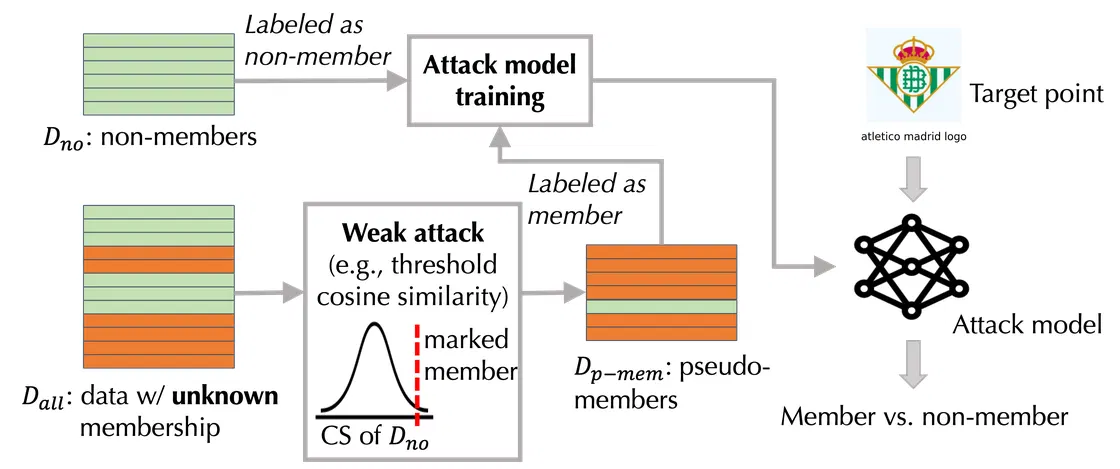 Labeled as
non-member
Attack model
training
D_no: non-members
Target point
atletico madrid logo
Labeled as
member
Weak attack
(e.g., threshold
cosine similarity)
marked
member
CS of D_no
D_all: data w/ unknown
membership
D_p−mem: pseudo-
members
Attack model
Member vs. non-member